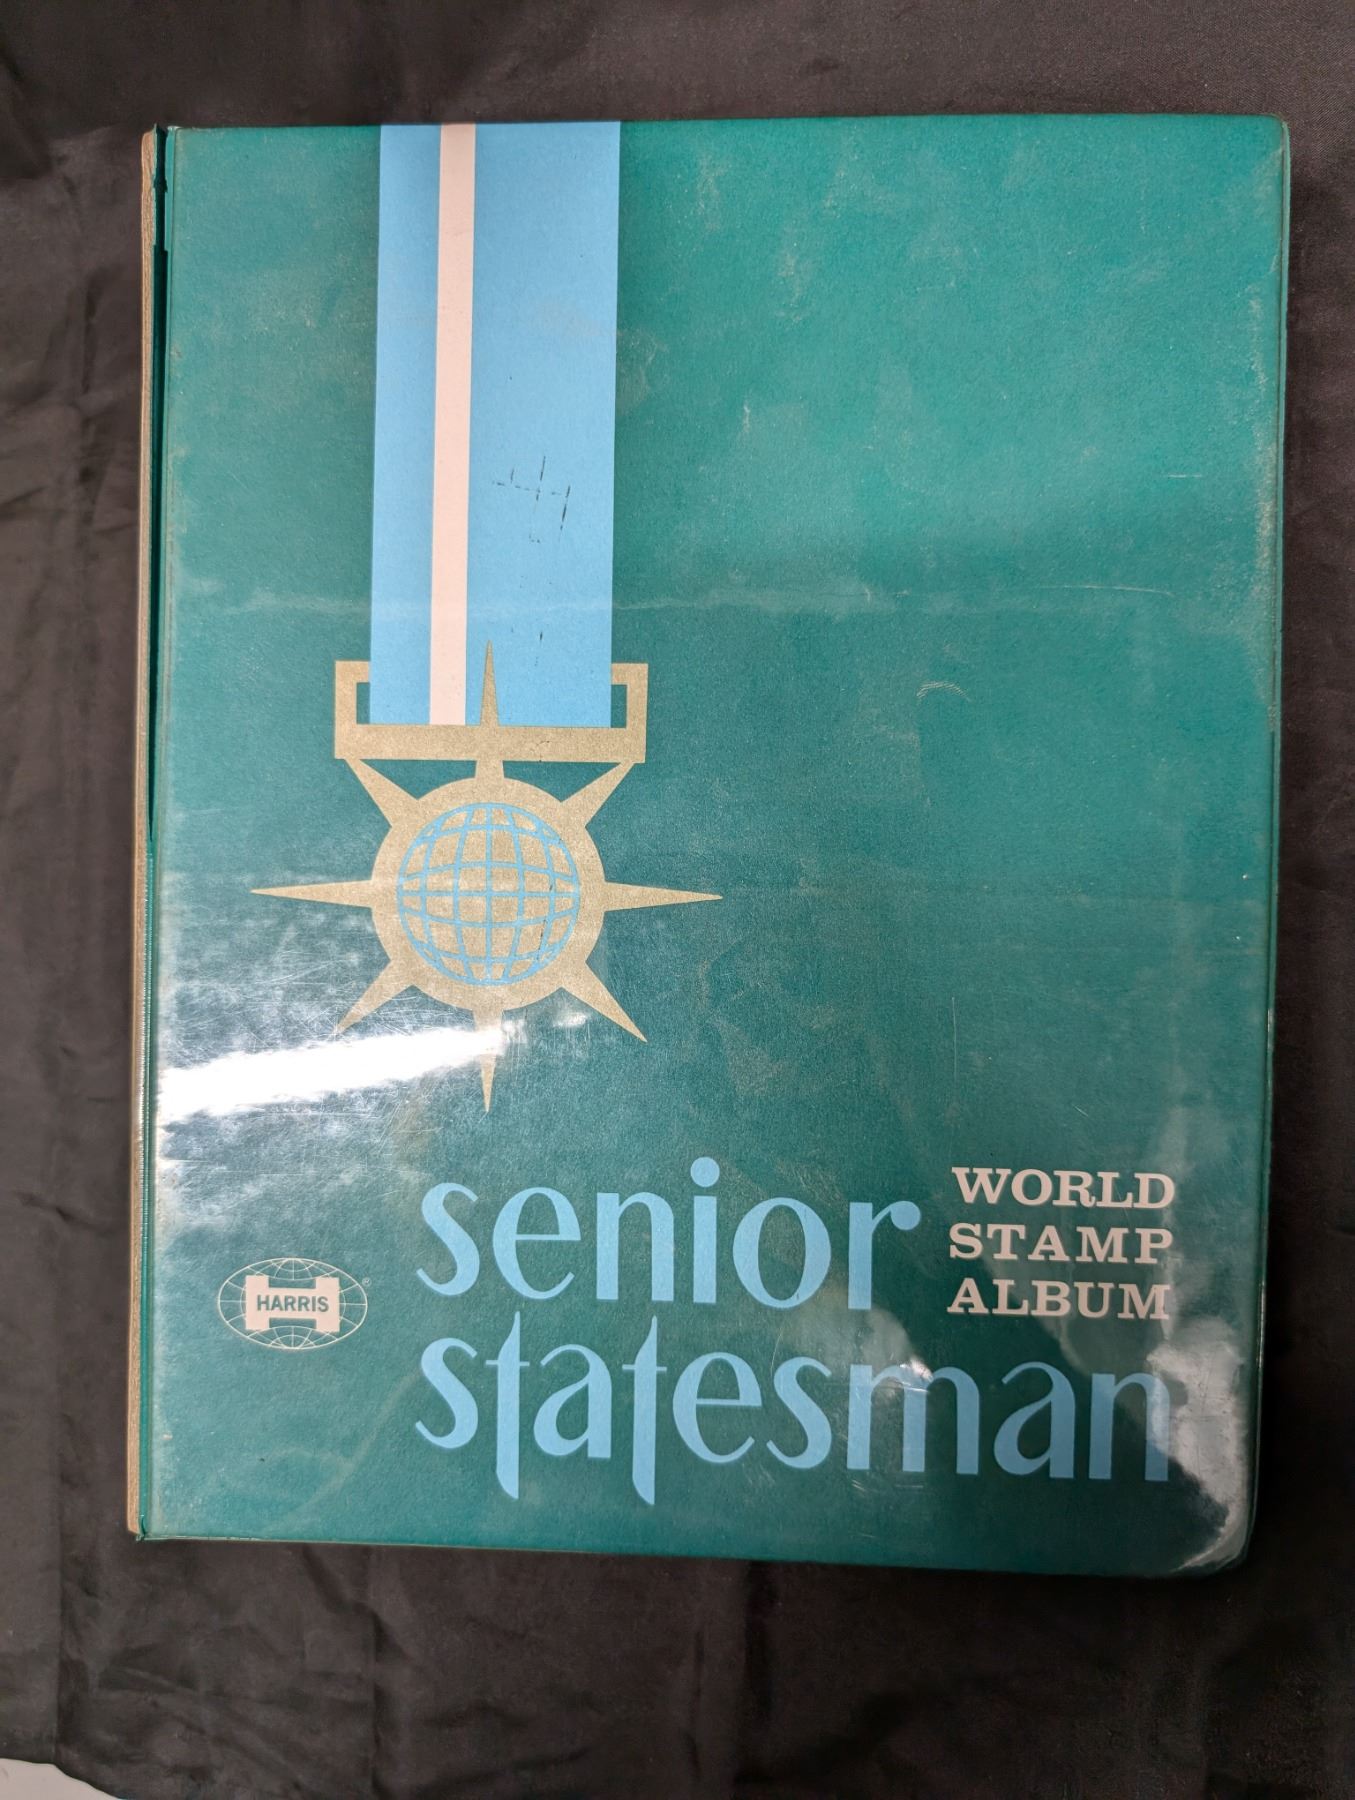 senior
WORLD
STAMP
ALBUM
HARRIS
®
statesman